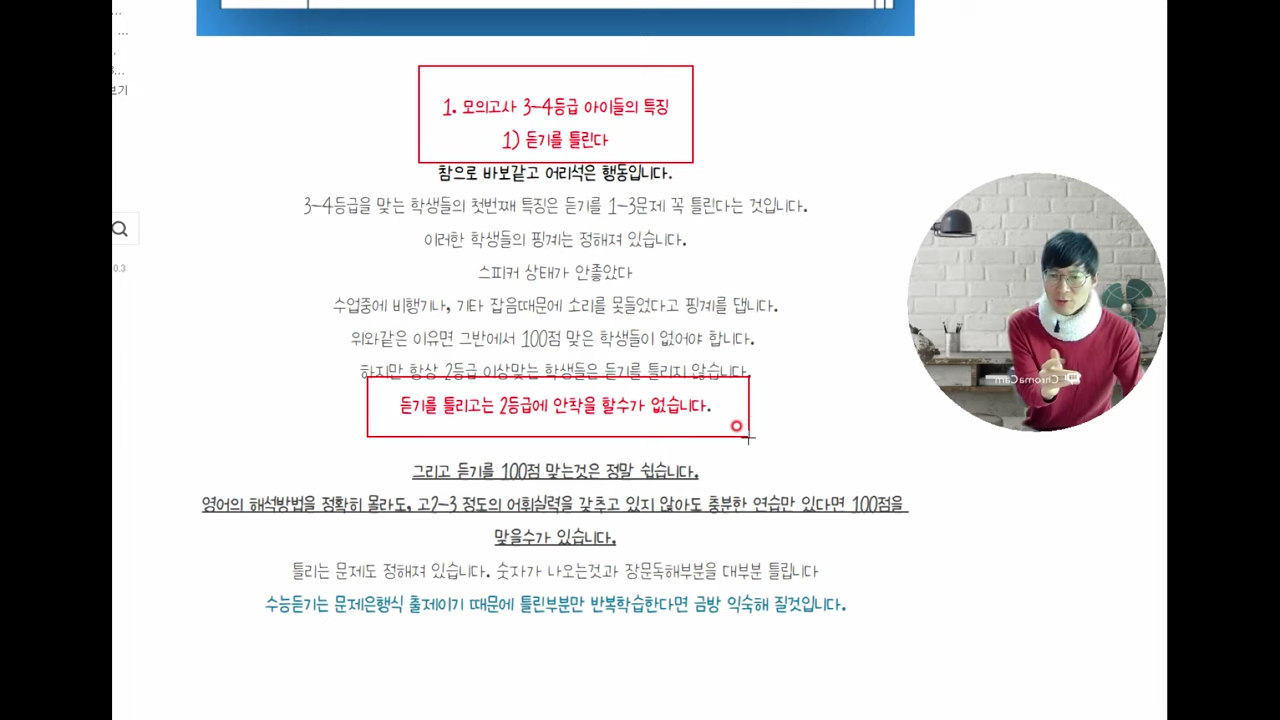 보기
0.3
1. 모의고사 3-4등급 아이들의 특징
1) 듣기를 틀린다
참으로 바보같고 어리석은 행동입니다.
3-4등급을 맞는 학생들의 첫번째 특징은 듣기를 1-3문제 꼭 틀린다는 것입니다.
이러한 학생들의 핑계는 정해져 있습니다.
스피커 상태가 안좋았다
수업중에 비행기나, 기타 잡음때문에 소리를 못들었다고 핑계를 댑니다.
위와같은 이유면 그반에서 100점 맞은 학생들이 없어야 합니다.
하지만 항상 2등급 이상맞는 학생들은 듣기를 틀리지 않습니다.
듣기를 틀리고는 2등급에 안착을 할수가 없습니다.
그리고 듣기를 100점 맞는것은 정말 쉽습니다.
영어의 해석방법을 정확히 몰라도, 고2-3 정도의 어휘실력을 갖추고 있지 않아도 충분한 연습만 있다면 100점을
맞을수가 있습니다.
틀리는 문제도 정해져 있습니다. 숫자가 나오는것과 장문독해부분을 대부분 틀립니다
수능듣기는 문제은행식 출제이기 때문에 틀린부분만 반복학습한다면 금방 익숙해 질것입니다.
ChromaCam